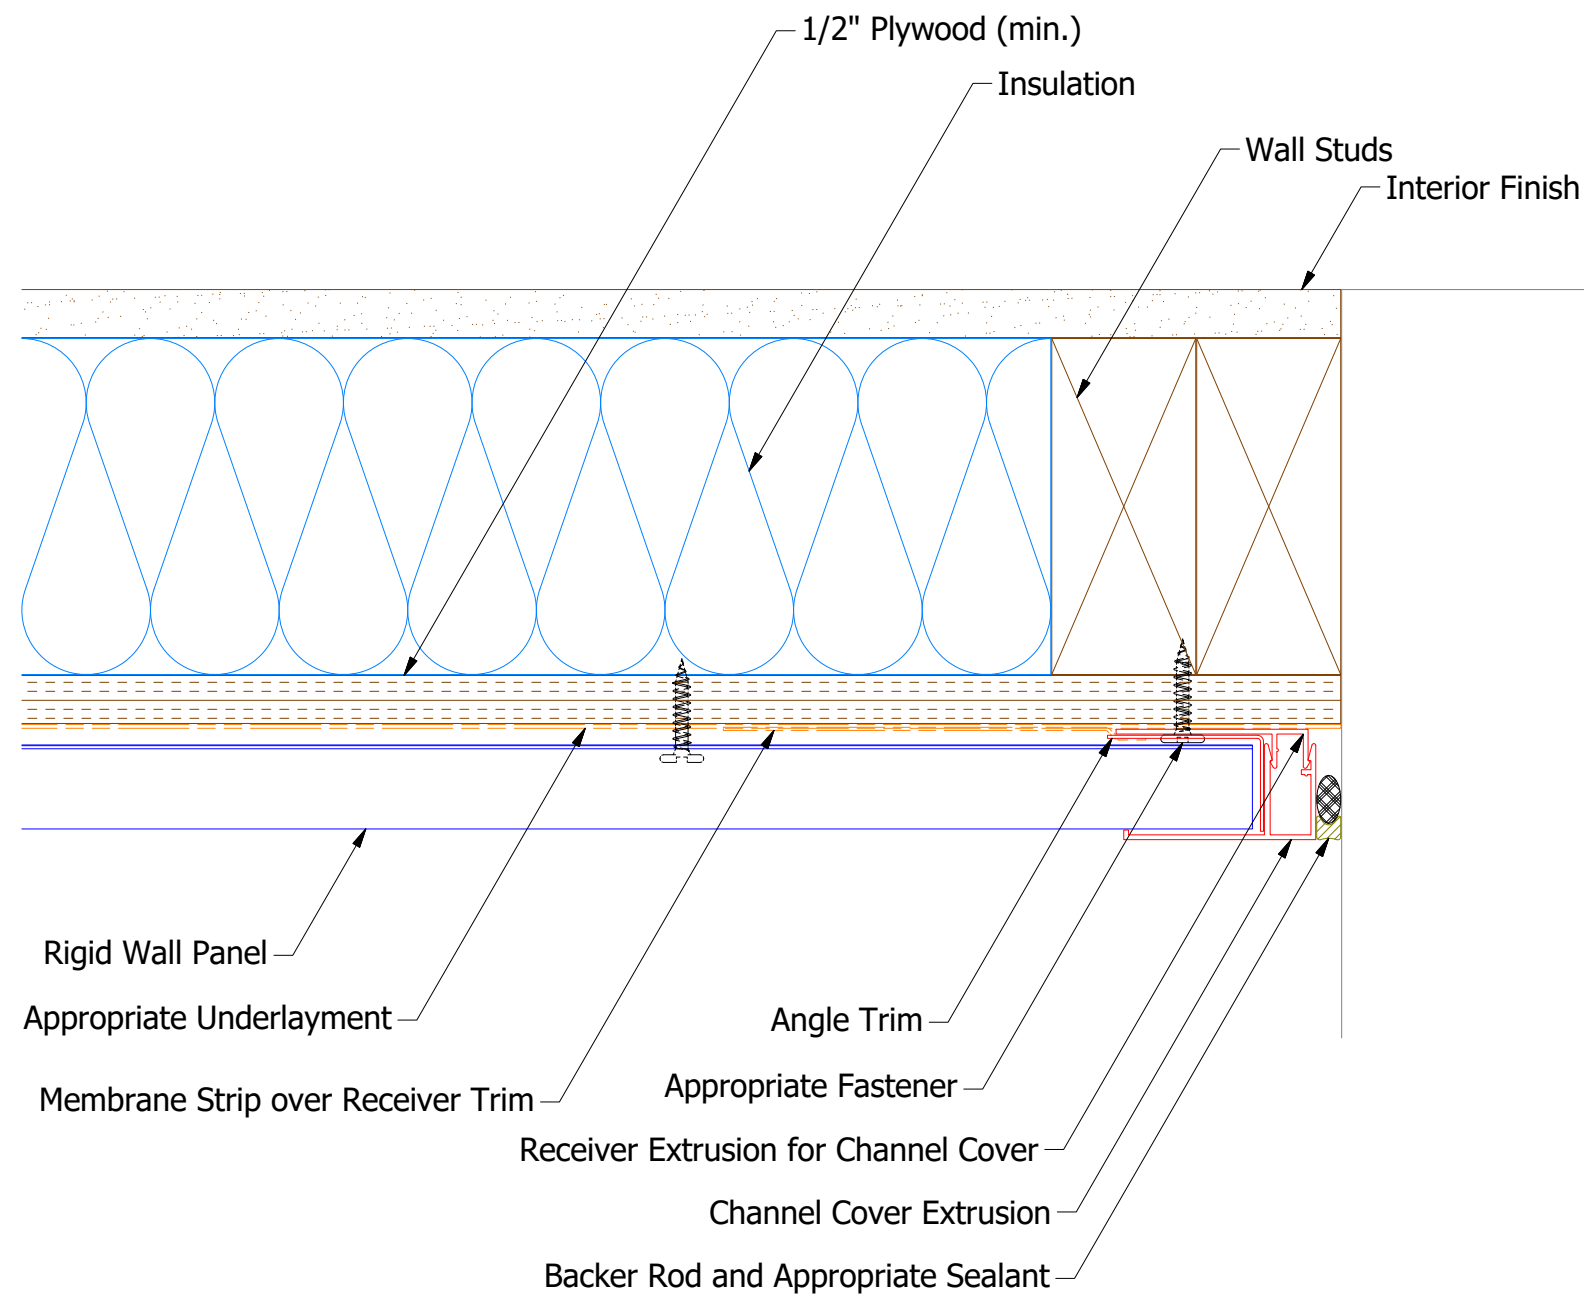 1/2" Plywood (min.)
Insulation
Wall Studs
Interior Finish
Rigid Wall Panel
Appropriate Underlayment
Angle Trim
Appropriate Fastener
Membrane Strip over Receiver Trim
Receiver Extrusion for Channel Cover
Channel Cover Extrusion
Backer Rod and Appropriate Sealant